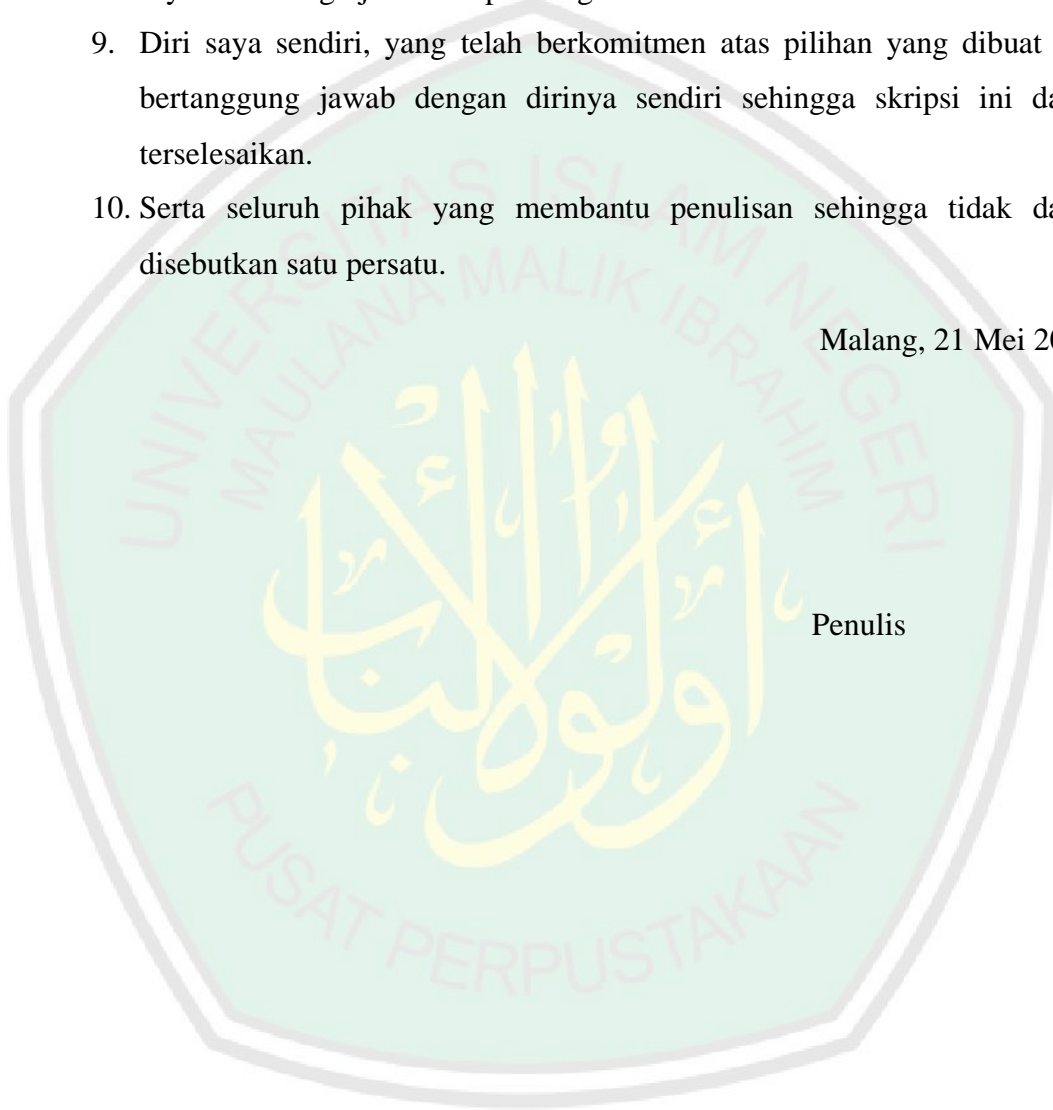 9. Diri saya sendiri, yang telah berkomitmen atas pilihan yang dibuat
bertanggung jawab dengan dirinya sendiri sehingga skripsi ini
terselesaikan.
10. Serta seluruh pihak yang membantu penulisan sehingga tidak
disebutkan satu persatu.
Malang, 21 Mei
UNIVERSITAS ISLAM NEGERI
MAULANA MALIK IBRAHIM
أولو الألباب
Penulis
PUSAT PERPUSTAKAAN